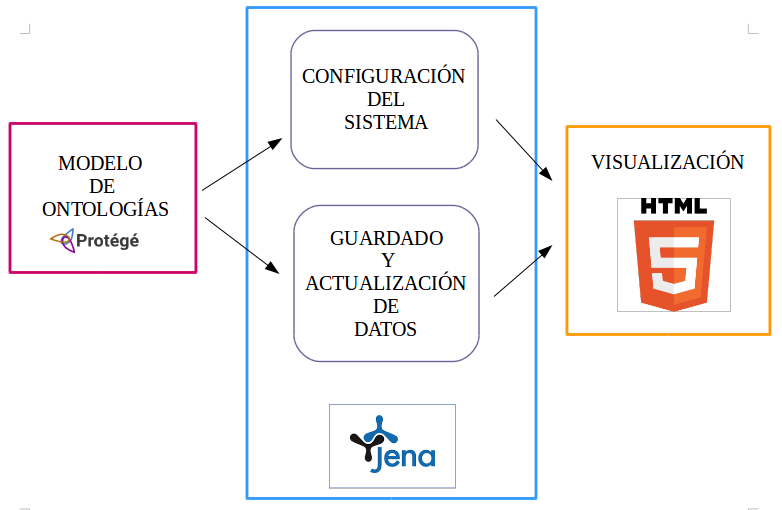 MODELO
DE
ONTOLOGÍAS
Protégé
CONFIGURACIÓN
DEL
SISTEMA
GUARDADO
Y
ACTUALIZACIÓN
DE
DATOS
Jena
VISUALIZACIÓN
HTML
5